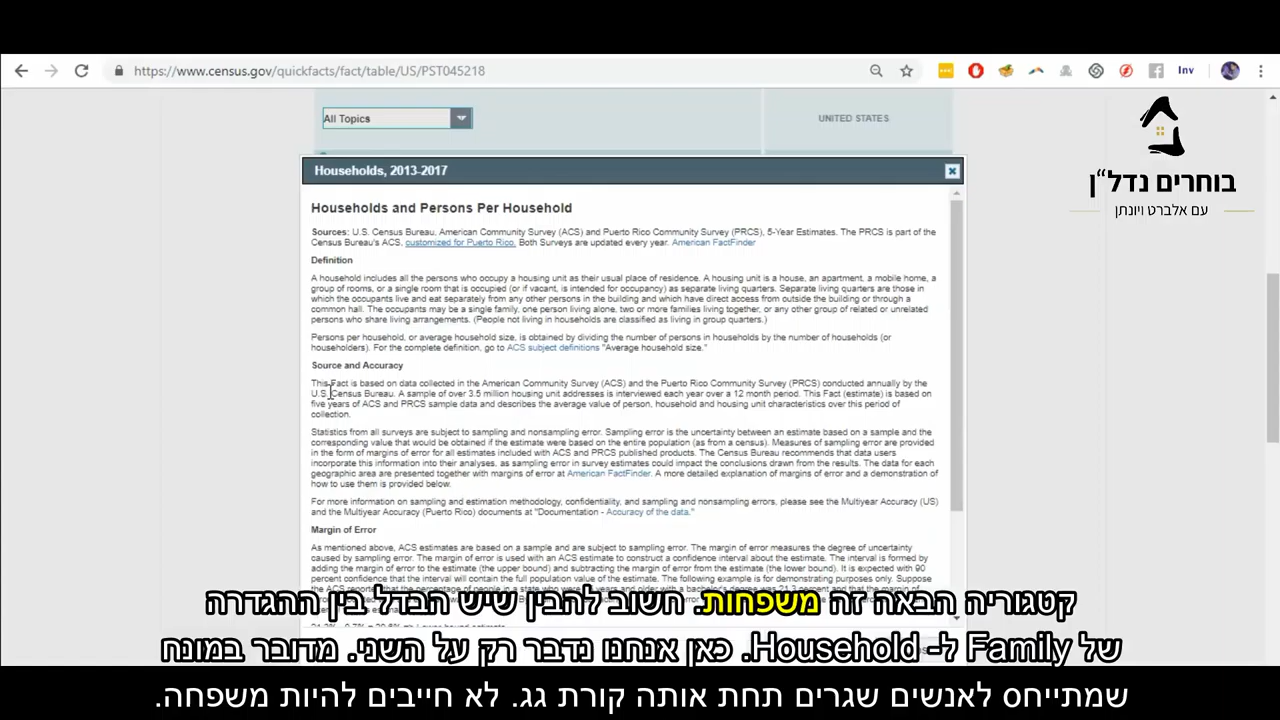 https://www.census.gov/quickfacts/fact/table/US/PST045218
Inv
All Topics
UNITED STATES
בוחרים נדל"ן
עם אלברט ויונתן
Households, 2013-2017
Households and Persons Per Household
Sources: U.S. Census Bureau, American Community Survey (ACS) and Puerto Rico Community Survey (PRCS), 5-Year Estimates. The PRCS is part of the
Census Bureau's ACS, customized for Puerto Rico. Both Surveys are updated every year. American FactFinder
Definition
A household includes all the persons who occupy a housing unit as their usual place of residence. A housing unit is a house, an apartment, a mobile home, a
group of rooms, or a single room that is occupied (or if vacant, is intended for occupancy) as separate living quarters. Separate living quarters are those in
which the occupants live and eat separately from any other persons in the building and which have direct access from outside the building or through a
common hall. The occupants may be a single family, one person living alone, two or more families living together, or any other group of related or unrelated
persons who share living arrangements. (People not living in households are classified as living in group quarters.)
Persons per household, or average household size, is obtained by dividing the number of persons in households by the number of households (or
householders). For the complete definition, go to ACS subject definitions "Average household size."
Source and Accuracy
This Fact is based on data collected in the American Community Survey (ACS) and the Puerto Rico Community Survey (PRCS) conducted annually by the
U.S. Census Bureau. A sample of over 3.5 million housing unit addresses is interviewed each year over a 12 month period. This Fact (estimate) is based on
five years of ACS and PRCS sample data and describes the average value of person, household and housing unit characteristics over this period of
collection.
Statistics from all surveys are subject to sampling and nonsampling error. Sampling error is the uncertainty between an estimate based on a sample and the
corresponding value that would be obtained if the estimate were based on the entire population (as from a census). Measures of sampling error are provided
in the form of margins of error for all estimates included with ACS and PRCS published products. The Census Bureau recommends that data users
incorporate this information into their analyses, as sampling error in survey estimates could impact the conclusions drawn from the results. The data for each
geographic area are presented together with margins of error at American FactFinder. A more detailed explanation of margins of error and a demonstration of
how to use them is provided below.
For more information on sampling and estimation methodology, confidentiality, and sampling and nonsampling errors, please see the Multiyear Accuracy (US)
and the Multiyear Accuracy (Puerto Rico) documents at "Documentation - Accuracy of the data."
Margin of Error
As mentioned above, ACS estimates are based on a sample and are subject to sampling error. The margin of error measures the degree of uncertainty
caused by sampling error. The margin of error is used with an ACS estimate to construct a confidence interval about the estimate. The interval is formed by
adding the margin of error to the estimate (the upper bound) and subtracting the margin of error from the estimate (the lower bound). It is expected with 90
percent confidence that the interval will contain the full population value of the estimate. The following example is for demonstrating purposes only. Suppose
קטגוריה הבאה זה משפחות. חשוב להבין שיש הבדל בין ההגדרה
של Family ל- Household. כאן אנחנו נדבר רק על השני. מדובר במונח
שמתייחס לאנשים שגרים תחת אותה קורת גג. לא חייבים להיות משפחה.